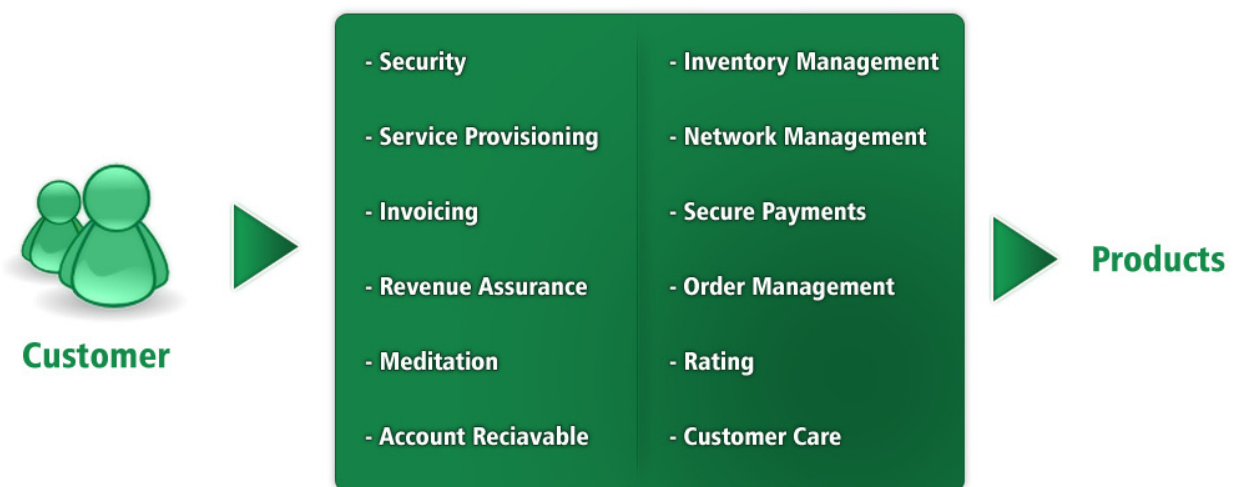 Customer
- Security
- Service Provisioning
- Invoicing
- Revenue Assurance
- Meditation
- Account Reciavable
- Inventory Management
- Network Management
- Secure Payments
- Order Management
- Rating
- Customer Care
Products